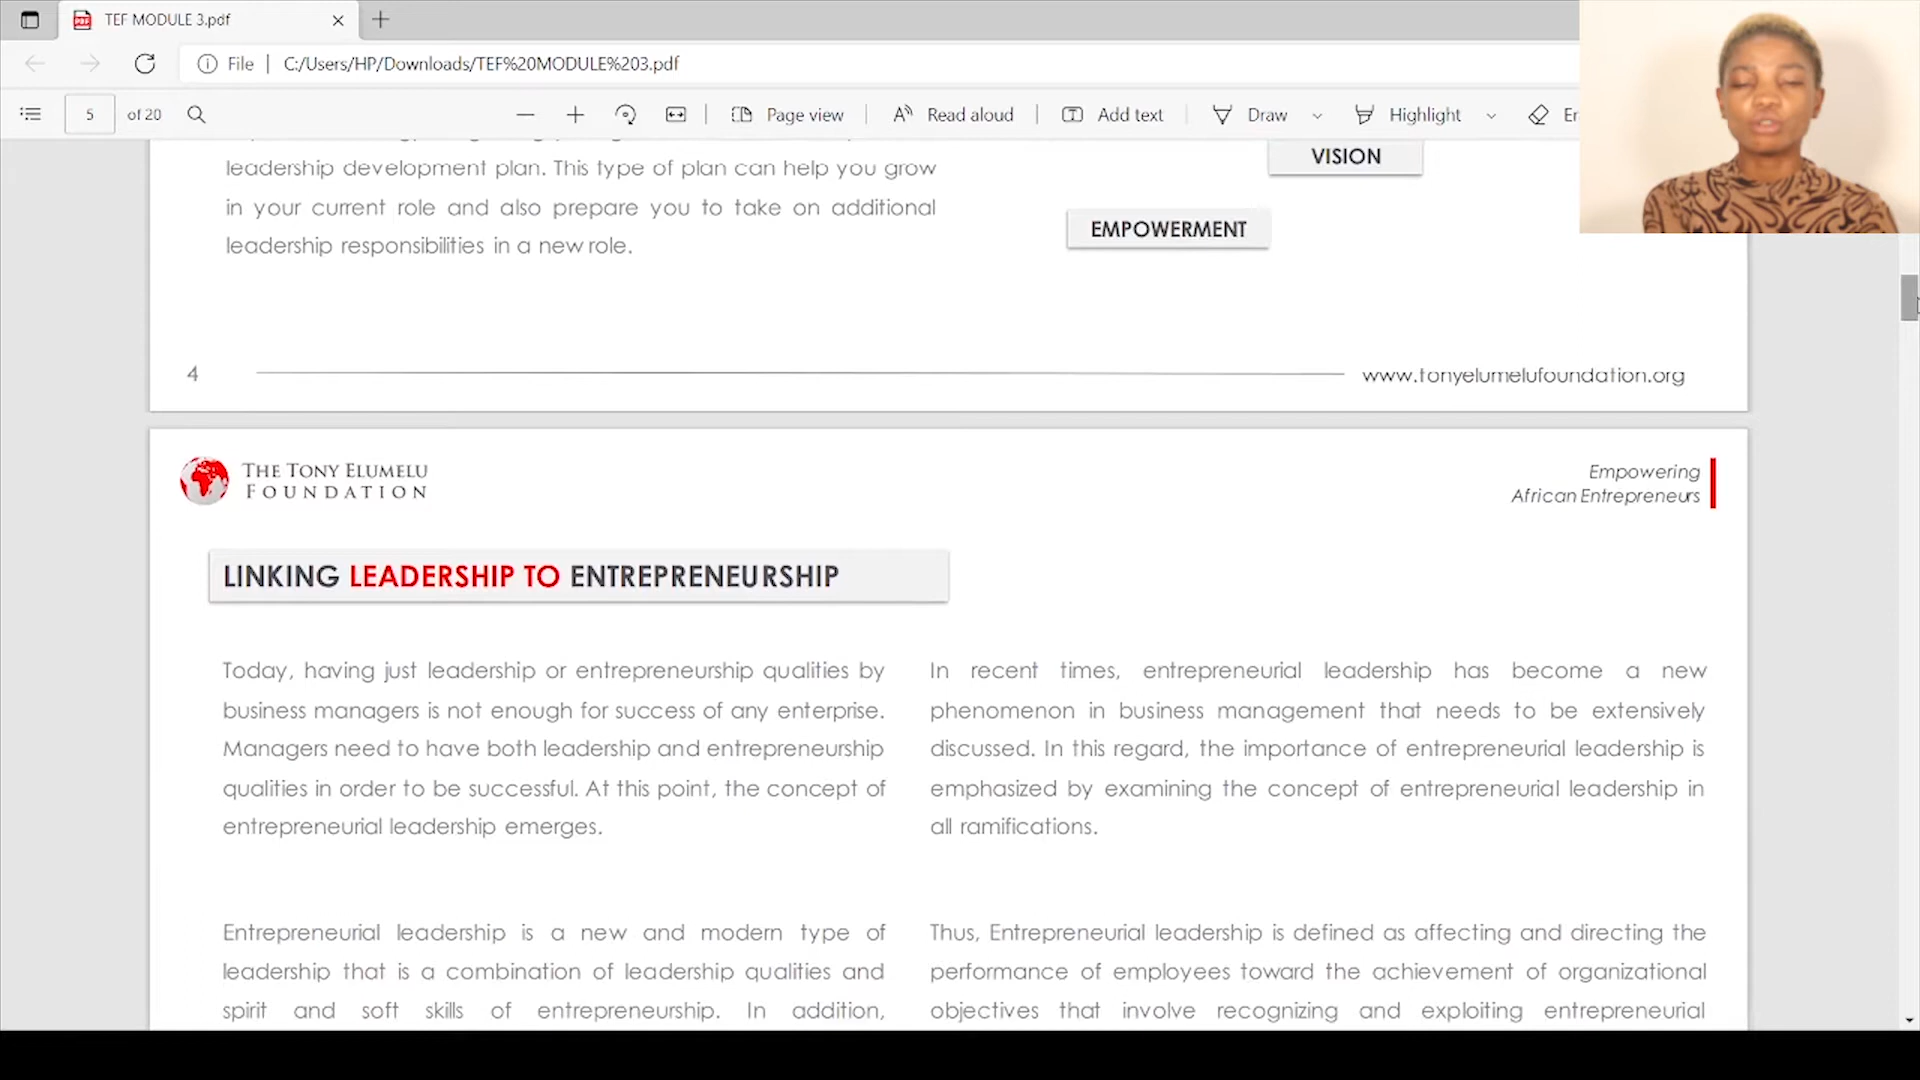 TEF MODULE 3.pdf
File | C:/Users/HP/Downloads/TEF%20MODULE%203.pdf
5 of 20
Page view
Read aloud
Add text
Draw
Highlight
leadership development plan. This type of plan can help you grow
in your current role and also prepare you to take on additional
leadership responsibilities in a new role.
VISION
EMPOWERMENT
4
www.tonyelumelufoundation.org
THE TONY ELUMELU
FOUNDATION
Empowering
African Entrepreneurs
LINKING LEADERSHIP TO ENTREPRENEURSHIP
Today, having just leadership or entrepreneurship qualities by
business managers is not enough for success of any enterprise.
Managers need to have both leadership and entrepreneurship
qualities in order to be successful. At this point, the concept of
entrepreneurial leadership emerges.
Entrepreneurial leadership is a new and modern type of
leadership that is a combination of leadership qualities and
spirit and soft skills of entrepreneurship. In addition,
In recent times, entrepreneurial leadership has become a new
phenomenon in business management that needs to be extensively
discussed. In this regard, the importance of entrepreneurial leadership is
emphasized by examining the concept of entrepreneurial leadership in
all ramifications.
Thus, Entrepreneurial leadership is defined as affecting and directing the
performance of employees toward the achievement of organizational
objectives that involve recognizing and exploiting entrepreneurial